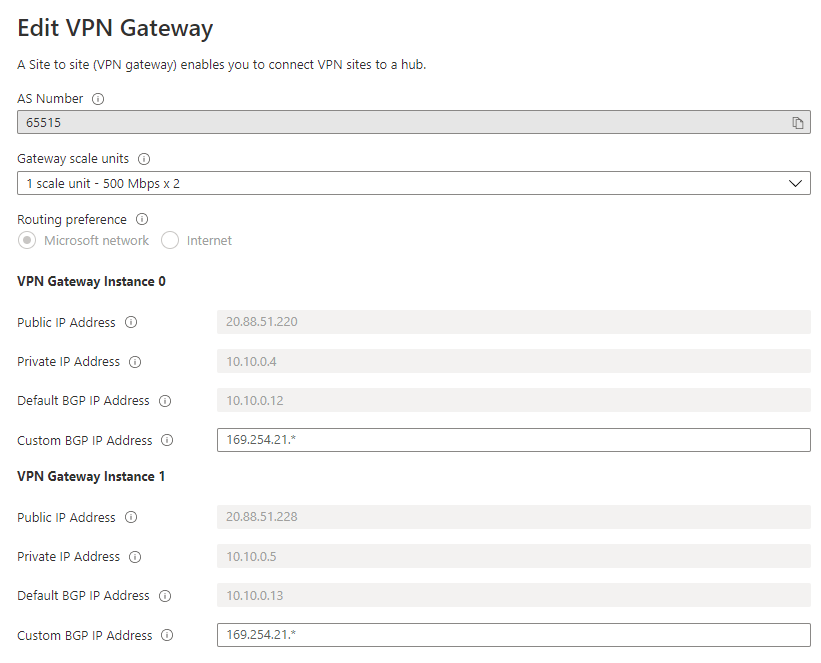 Edit VPN Gateway
A Site to site (VPN gateway) enables you to connect VPN sites to a hub.
AS Number
65515
Gateway scale units
1 scale unit - 500 Mbps x 2
Routing preference
Microsoft network Internet
VPN Gateway Instance 0
Public IP Address 20.88.51.220
Private IP Address 10.10.0.4
Default BGP IP Address 10.10.0.12
Custom BGP IP Address 169.254.21.*
VPN Gateway Instance 1
Public IP Address 20.88.51.228
Private IP Address 10.10.0.5
Default BGP IP Address 10.10.0.13
Custom BGP IP Address 169.254.21.*